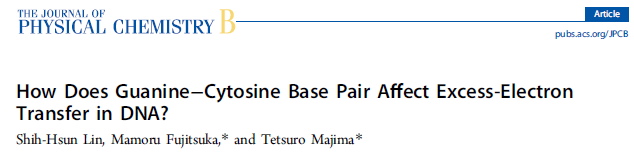 THE JOURNAL OF
PHYSICAL CHEMISTRY B
Article
pubs.acs.org/JPCB
How Does Guanine−Cytosine Base Pair Affect Excess-Electron
Transfer in DNA?
Shih-Hsun Lin, Mamoru Fujitsuka,* and Tetsuro Majima*